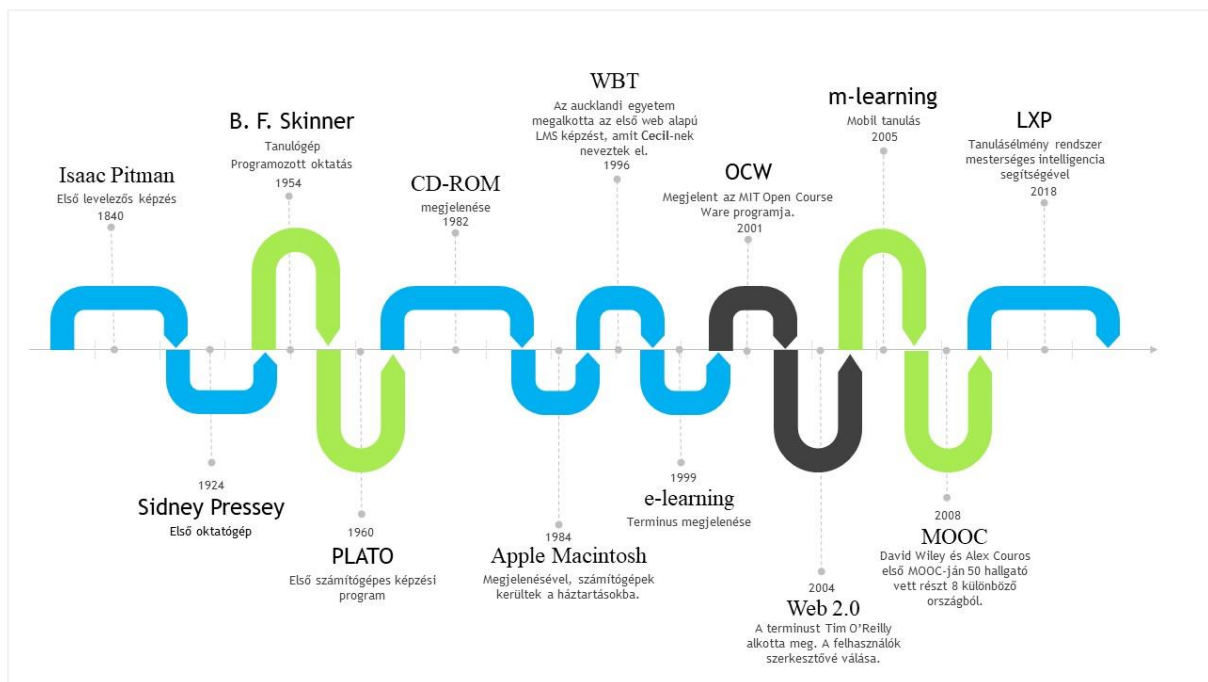 Isaac Pitman
Első levelezős képzés
1840
1924
Sidney Pressey
Első oktatógép
B. F. Skinner
Tanulógép
Programozott oktatás
1954
1960
PLATO
Első számítógépes képzési
program
CD-ROM
megjelenése
1982
1984
Apple Macintosh
Megjelenésével, számítógépek
kerültek a háztartásokba.
WBT
Az aucklandi egyetem
megalkotta az első web alapú
LMS képzést, amit Cecil-nek
neveztek el.
1996
1999
e-learning
Terminus megjelenése
OCW
Megjelent az MIT Open Course
Ware programja.
2001
2004
Web 2.0
A terminust Tim O’Reilly
alkotta meg. A felhasználók
szerkesztővé válása.
m-learning
Mobil tanulás
2005
2008
MOOC
David Wiley és Alex Couros
első MOOC-ján 50 hallgató
vett részt 8 különböző
országból.
LXP
Tanulásélmény rendszer
mesterséges intelligencia
segítségével
2018